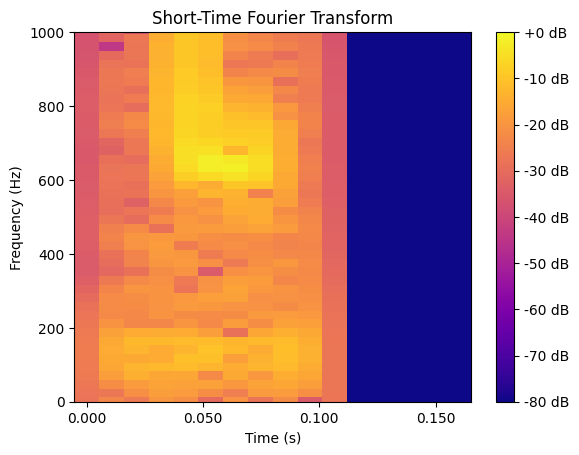 Short-Time Fourier Transform
1000
800
600
400
200
0
Frequency (Hz)
0.000
0.050
0.100
0.150
Time (s)
+0 dB
-10 dB
-20 dB
-30 dB
-40 dB
-50 dB
-60 dB
-70 dB
-80 dB